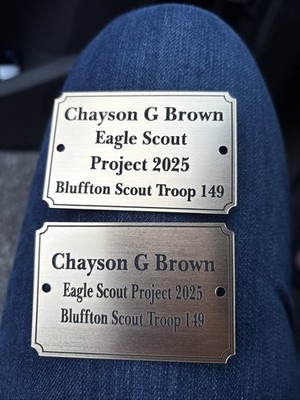 Chayson G Brown
Eagle Scout
Project 2025
Bluffton Scout Troop 149
Chayson G Brown
Eagle Scout Project 2025
Bluffton Scout Troop 149